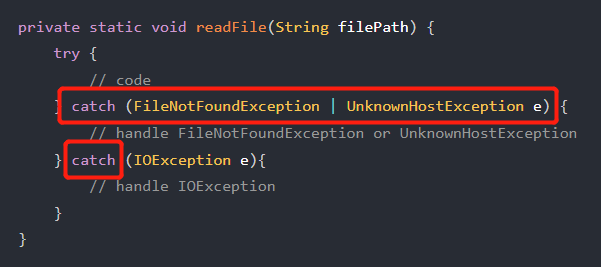 private static void readFile(String filePath) {
try {
// code
} catch (FileNotFoundException | UnknownHostException e) {
// handle FileNotFoundException or UnknownHostException
} catch (IOException e){
// handle IOException
}
}